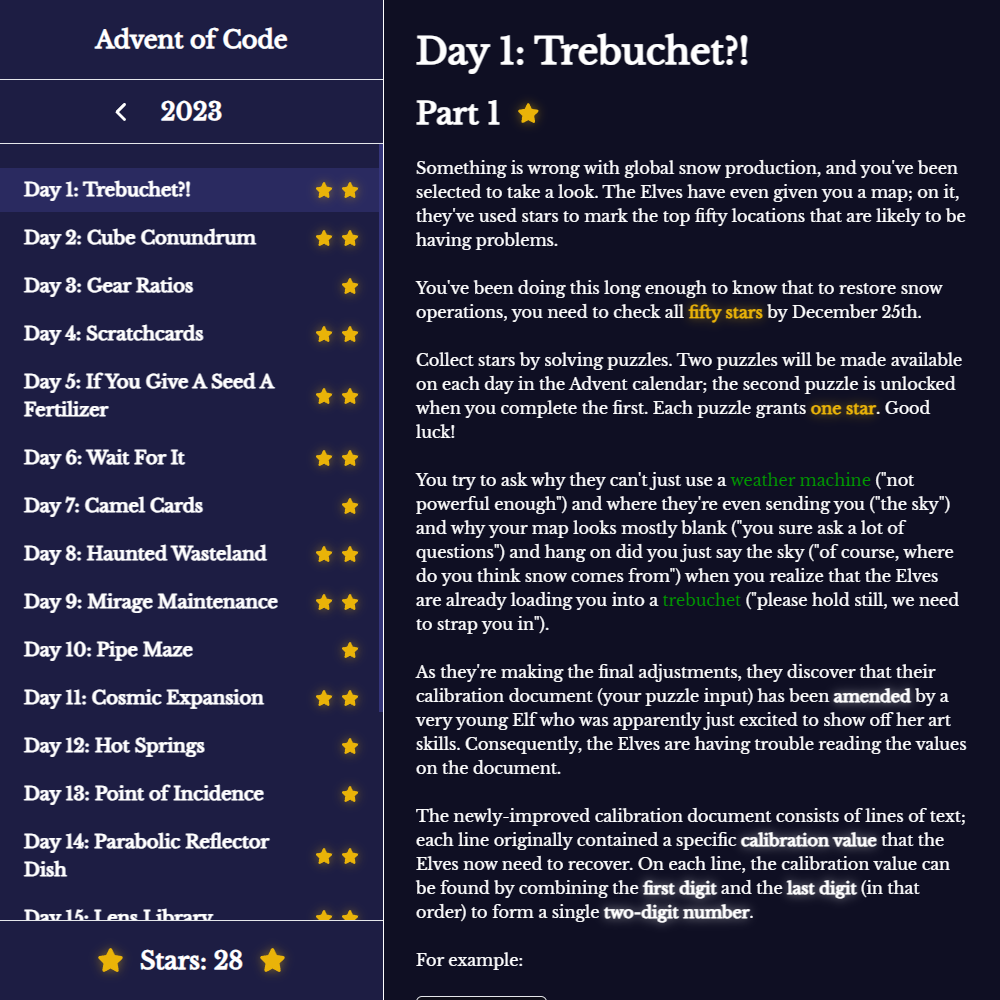 Advent of Code
2023
Day 1: Trebuchet?!
Day 2: Cube Conundrum
Day 3: Gear Ratios
Day 4: Scratchcards
Day 5: If You Give A Seed A
Fertilizer
Day 6: Wait For It
Day 7: Camel Cards
Day 8: Haunted Wasteland
Day 9: Mirage Maintenance
Day 10: Pipe Maze
Day 11: Cosmic Expansion
Day 12: Hot Springs
Day 13: Point of Incidence
Day 14: Parabolic Reflector
Dish
Day 15: Lens Library
Stars: 28
Day 1: Trebuchet?!
Part 1
Something is wrong with global snow production, and you've been
selected to take a look. The Elves have even given you a map; on it,
they've used stars to mark the top fifty locations that are likely to be
having problems.
You've been doing this long enough to know that to restore snow
operations, you need to check all fifty stars by December 25th.
Collect stars by solving puzzles. Two puzzles will be made available
on each day in the Advent calendar; the second puzzle is unlocked
when you complete the first. Each puzzle grants one star. Good
luck!
You try to ask why they can't just use a weather machine ("not
powerful enough") and where they're even sending you ("the sky")
and why your map looks mostly blank ("you sure ask a lot of
questions") and hang on did you just say the sky ("of course, where
do you think snow comes from") when you realize that the Elves
are already loading you into a trebuchet ("please hold still, we need
to strap you in").
As they're making the final adjustments, they discover that their
calibration document (your puzzle input) has been amended by a
very young Elf who was apparently just excited to show off her art
skills. Consequently, the Elves are having trouble reading the values
on the document.
The newly-improved calibration document consists of lines of text;
each line originally contained a specific calibration value that the
Elves now need to recover. On each line, the calibration value can
be found by combining the first digit and the last digit (in that
order) to form a single two-digit number.
For example: